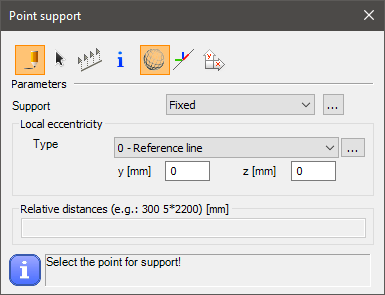 Point support
Parameters
Support Fixed ...
Local eccentricity
Type 0 - Reference line ...
y [mm] 0 z [mm] 0
Relative distances (e.g.: 300 5*2200) [mm]
Select the point for support!